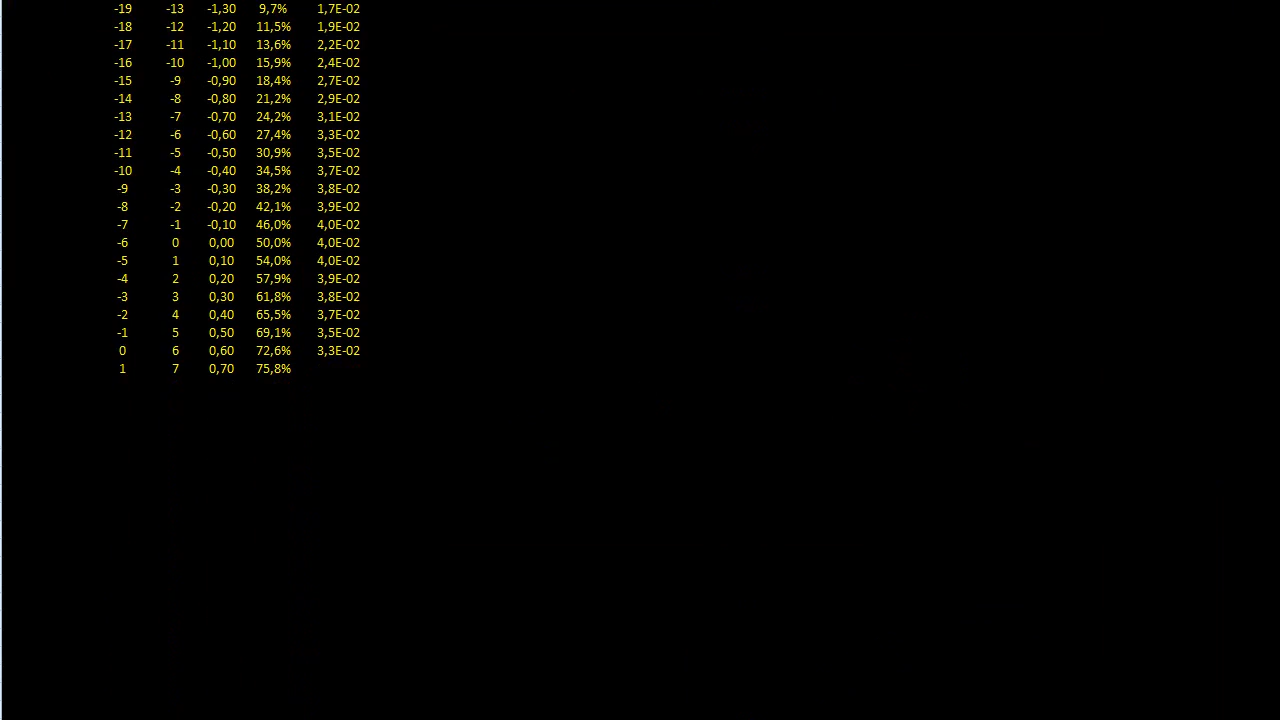 -19 -13 -1,30 9,7% 1,7E-02
-18 -12 -1,20 11,5% 1,9E-02
-17 -11 -1,10 13,6% 2,2E-02
-16 -10 -1,00 15,9% 2,4E-02
-15 -9 -0,90 18,4% 2,7E-02
-14 -8 -0,80 21,2% 2,9E-02
-13 -7 -0,70 24,2% 3,1E-02
-12 -6 -0,60 27,4% 3,3E-02
-11 -5 -0,50 30,9% 3,5E-02
-10 -4 -0,40 34,5% 3,7E-02
-9 -3 -0,30 38,2% 3,8E-02
-8 -2 -0,20 42,1% 3,9E-02
-7 -1 -0,10 46,0% 4,0E-02
-6 0 0,00 50,0% 4,0E-02
-5 1 0,10 54,0% 4,0E-02
-4 2 0,20 57,9% 3,9E-02
-3 3 0,30 61,8% 3,8E-02
-2 4 0,40 65,5% 3,7E-02
-1 5 0,50 69,1% 3,5E-02
0 6 0,60 72,6% 3,3E-02
1 7 0,70 75,8%